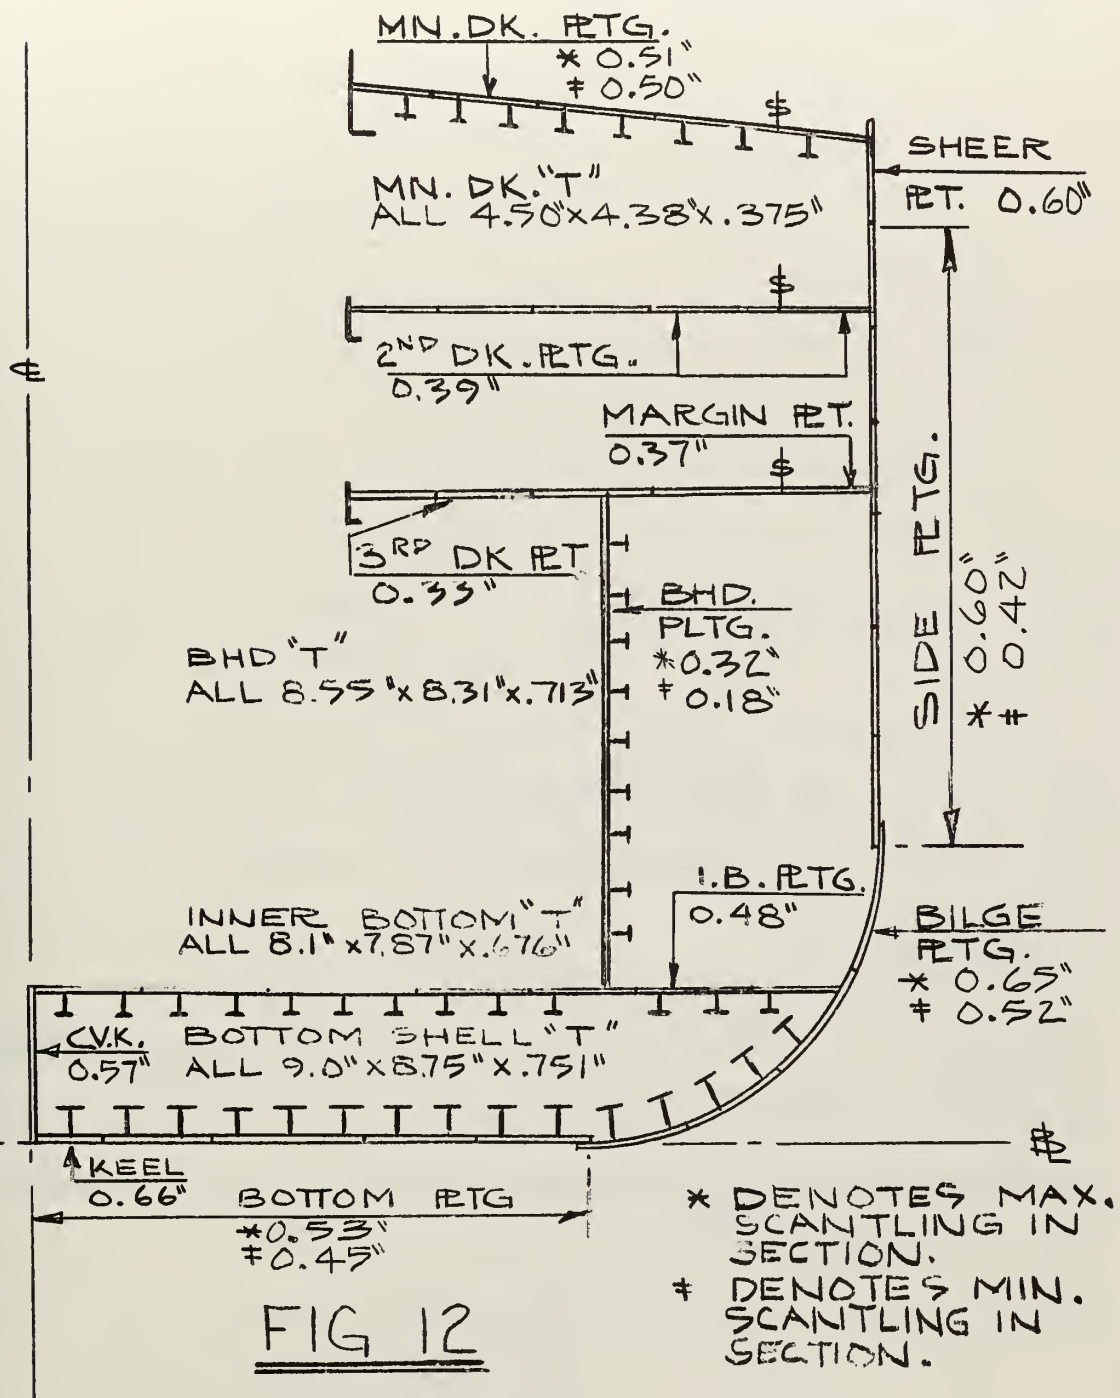 MN. DK. PLTG.
* 0.51"
‡ 0.50"
$
SHEER
PLT. 0.60"
MN. DK. "T"
ALL 4.50" x 4.38" x .375"
$
2ND DK. PLTG.
0.39"
℄
MARGIN PLT.
0.37"
$
SIDE PLTG.
* 0.60"
‡ 0.42"
3RD DK PLT
0.33"
BHD.
PLTG.
* 0.32"
‡ 0.18"
BHD "T"
ALL 8.55" x 8.31" x .713"
I.B. PLTG.
0.48"
INNER BOTTOM "T"
ALL 8.1" x 7.87" x .676"
BILGE
PLTG.
* 0.65"
‡ 0.52"
C.V.K.
0.57"
BOTTOM SHELL "T"
ALL 9.0" x 8.75" x .751"
BL
KEEL
0.66"
BOTTOM PLTG
* 0.53"
‡ 0.45"
* DENOTES MAX.
SCANTLING IN
SECTION.
‡ DENOTES MIN.
SCANTLING IN
SECTION.
FIG 12